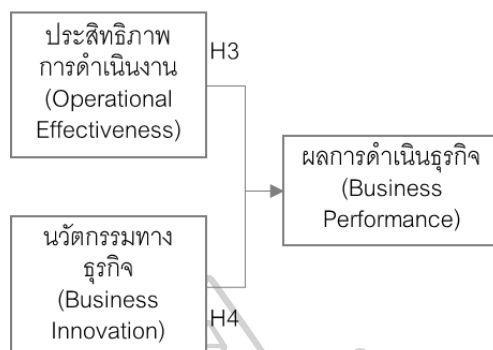 ประสิทธิภาพ
การดำเนินงาน
(Operational
Effectiveness)
H3
ผลการดำเนินธุรกิจ
(Business
Performance)
นวัตกรรมทาง
ธุรกิจ
(Business
Innovation)
H4